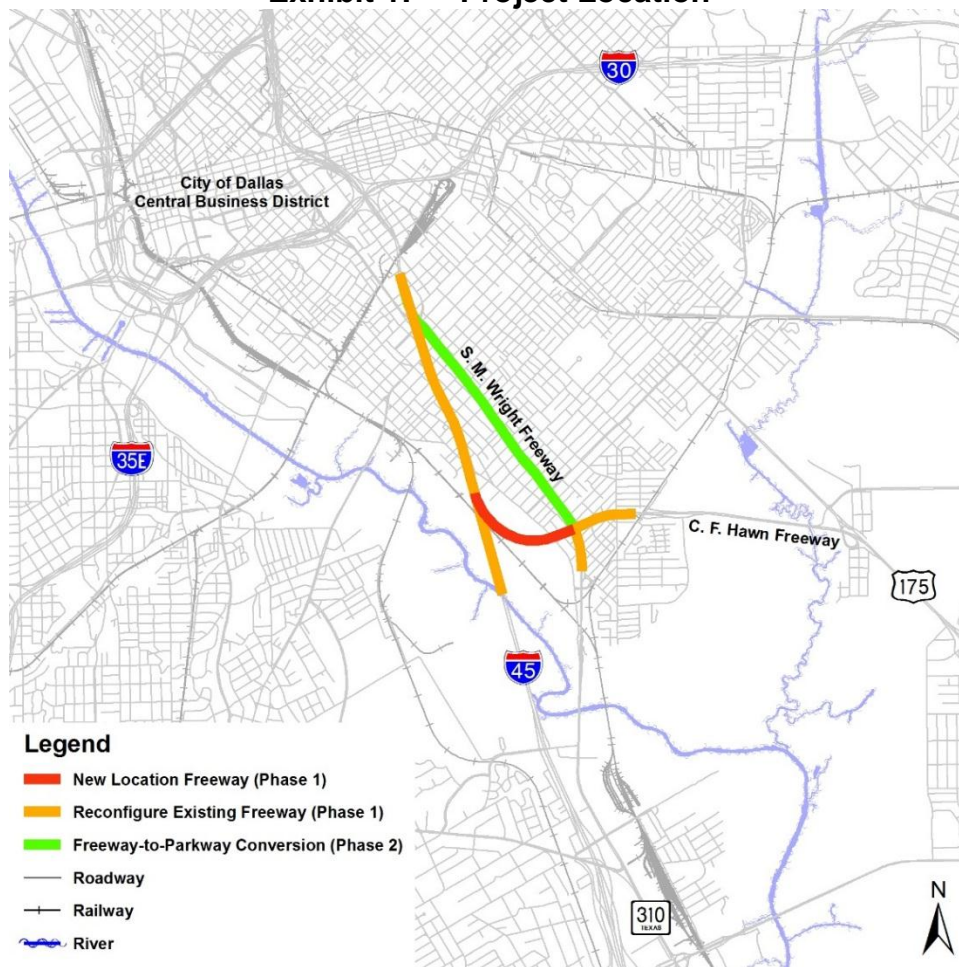 30
City of Dallas
Central Business District
S. M. Wright Freeway
35E
C. F. Hawn Freeway
175
45
Legend
New Location Freeway (Phase 1)
Reconfigure Existing Freeway (Phase 1)
Freeway-to-Parkway Conversion (Phase 2)
Roadway
Railway
River
310
TEXAS
N